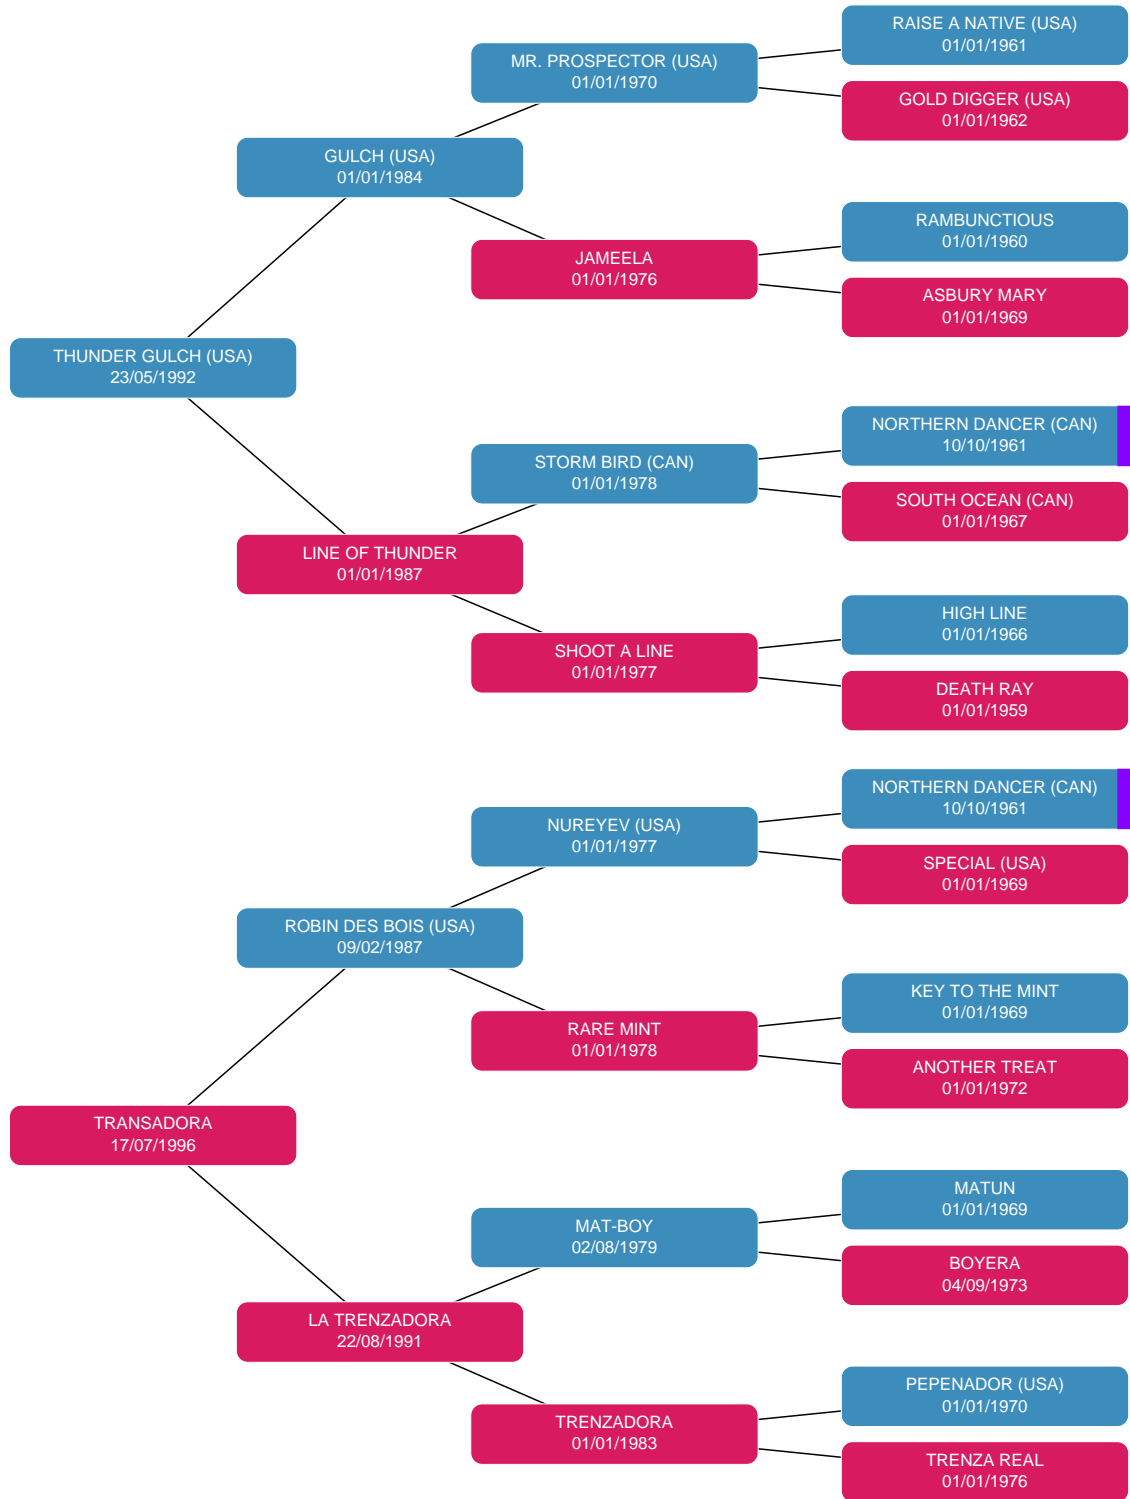 RAISE A NATIVE (USA)
01/01/1961
MR. PROSPECTOR (USA)
01/01/1970
GOLD DIGGER (USA)
01/01/1962
GULCH (USA)
01/01/1984
RAMBUNCTIOUS
01/01/1960
JAMEELA
01/01/1976
ASBURY MARY
01/01/1969
THUNDER GULCH (USA)
23/05/1992
NORTHERN DANCER (CAN)
10/10/1961
STORM BIRD (CAN)
01/01/1978
SOUTH OCEAN (CAN)
01/01/1967
LINE OF THUNDER
01/01/1987
HIGH LINE
01/01/1966
SHOOT A LINE
01/01/1977
DEATH RAY
01/01/1959
NORTHERN DANCER (CAN)
10/10/1961
NUREYEV (USA)
01/01/1977
SPECIAL (USA)
01/01/1969
ROBIN DES BOIS (USA)
09/02/1987
KEY TO THE MINT
01/01/1969
RARE MINT
01/01/1978
ANOTHER TREAT
01/01/1972
TRANSADORA
17/07/1996
MATUN
01/01/1969
MAT-BOY
02/08/1979
BOYERA
04/09/1973
LA TRENZADORA
22/08/1991
PEPENADOR (USA)
01/01/1970
TRENZADORA
01/01/1983
TRENZA REAL
01/01/1976